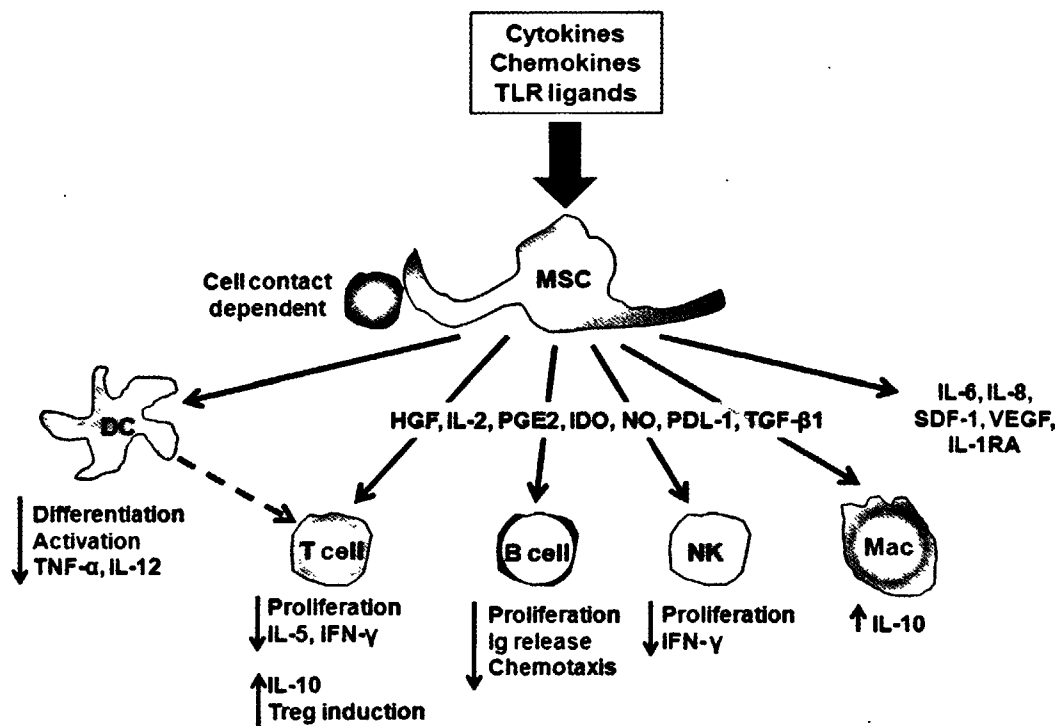 Cytokines
Chemokines
TLR ligands
MSC
Cell contact
dependent
DC
HGF, IL-2, PGE2, IDO, NO, PDL-1, TGF-β1
IL-6, IL-8,
SDF-1, VEGF,
IL-1RA
Differentiation
Activation
TNF-α, IL-12
T cell
B cell
NK
Mac
Proliferation
IL-5, IFN-γ
IL-10
Treg induction
Proliferation
Ig release
Chemotaxis
Proliferation
IFN-γ
IL-10